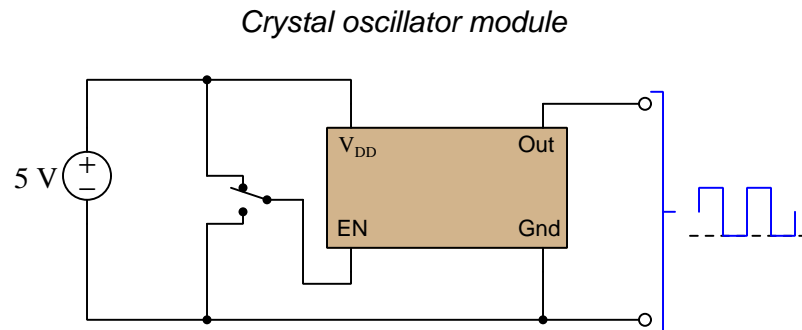 Crystal oscillator module
V_DD Out
5 V
+
−
EN Gnd